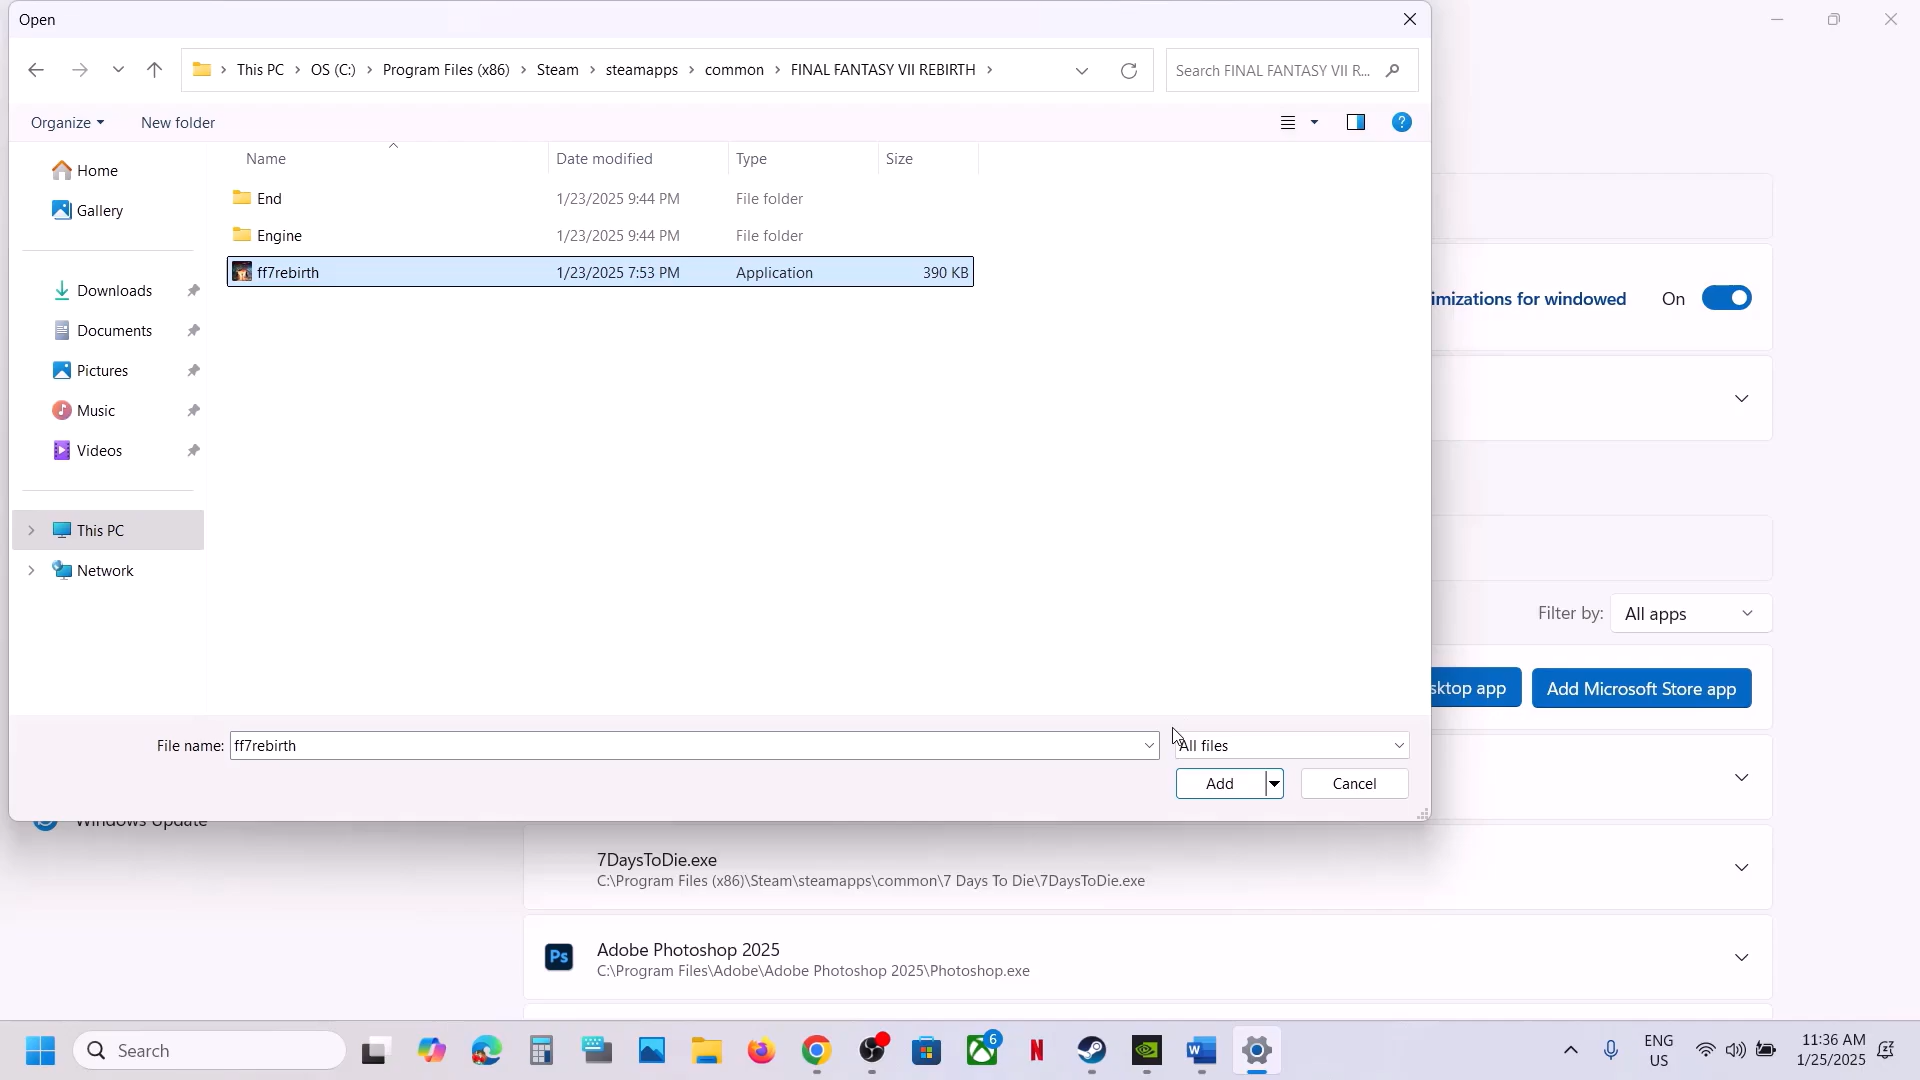 Open
This PC > OS (C:) > Program Files (x86) > Steam > steamapps > common > FINAL FANTASY VII REBIRTH >
Search FINAL FANTASY VII R...
Organize
New folder
Name
Date modified
Type
Size
Home
Gallery
Downloads
Documents
Pictures
Music
Videos
This PC
Network
End
1/23/2025 9:44 PM
File folder
Engine
1/23/2025 9:44 PM
File folder
ff7rebirth
1/23/2025 7:53 PM
Application
390 KB
File name:
ff7rebirth
All files
Add
Cancel
imizations for windowed
On
Filter by:
All apps
sktop app
Add Microsoft Store app
Windows Update
7DaysToDie.exe
C:\Program Files (x86)\Steam\steamapps\common\7 Days To Die\7DaysToDie.exe
Ps
Adobe Photoshop 2025
C:\Program Files\Adobe\Adobe Photoshop 2025\Photoshop.exe
Search
6
ENG
US
11:36 AM
1/25/2025